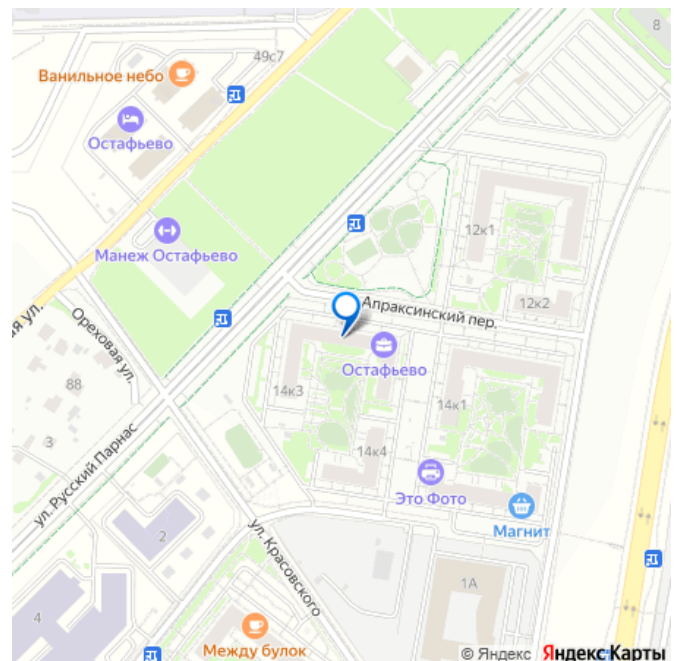 8
49с7
Ванильное небо
Остафьево
12к1
Манеж Остафьево
12к2
Апраксинский пер.
ая ул.
Ореховая ул.
Остафьево
88
14к3
14к1
3
ул. Русский Парнас
14к4
Это Фото
Магнит
2
ул. Красовского
1А
4
Между булок
© Яндекс Яндекс Карты